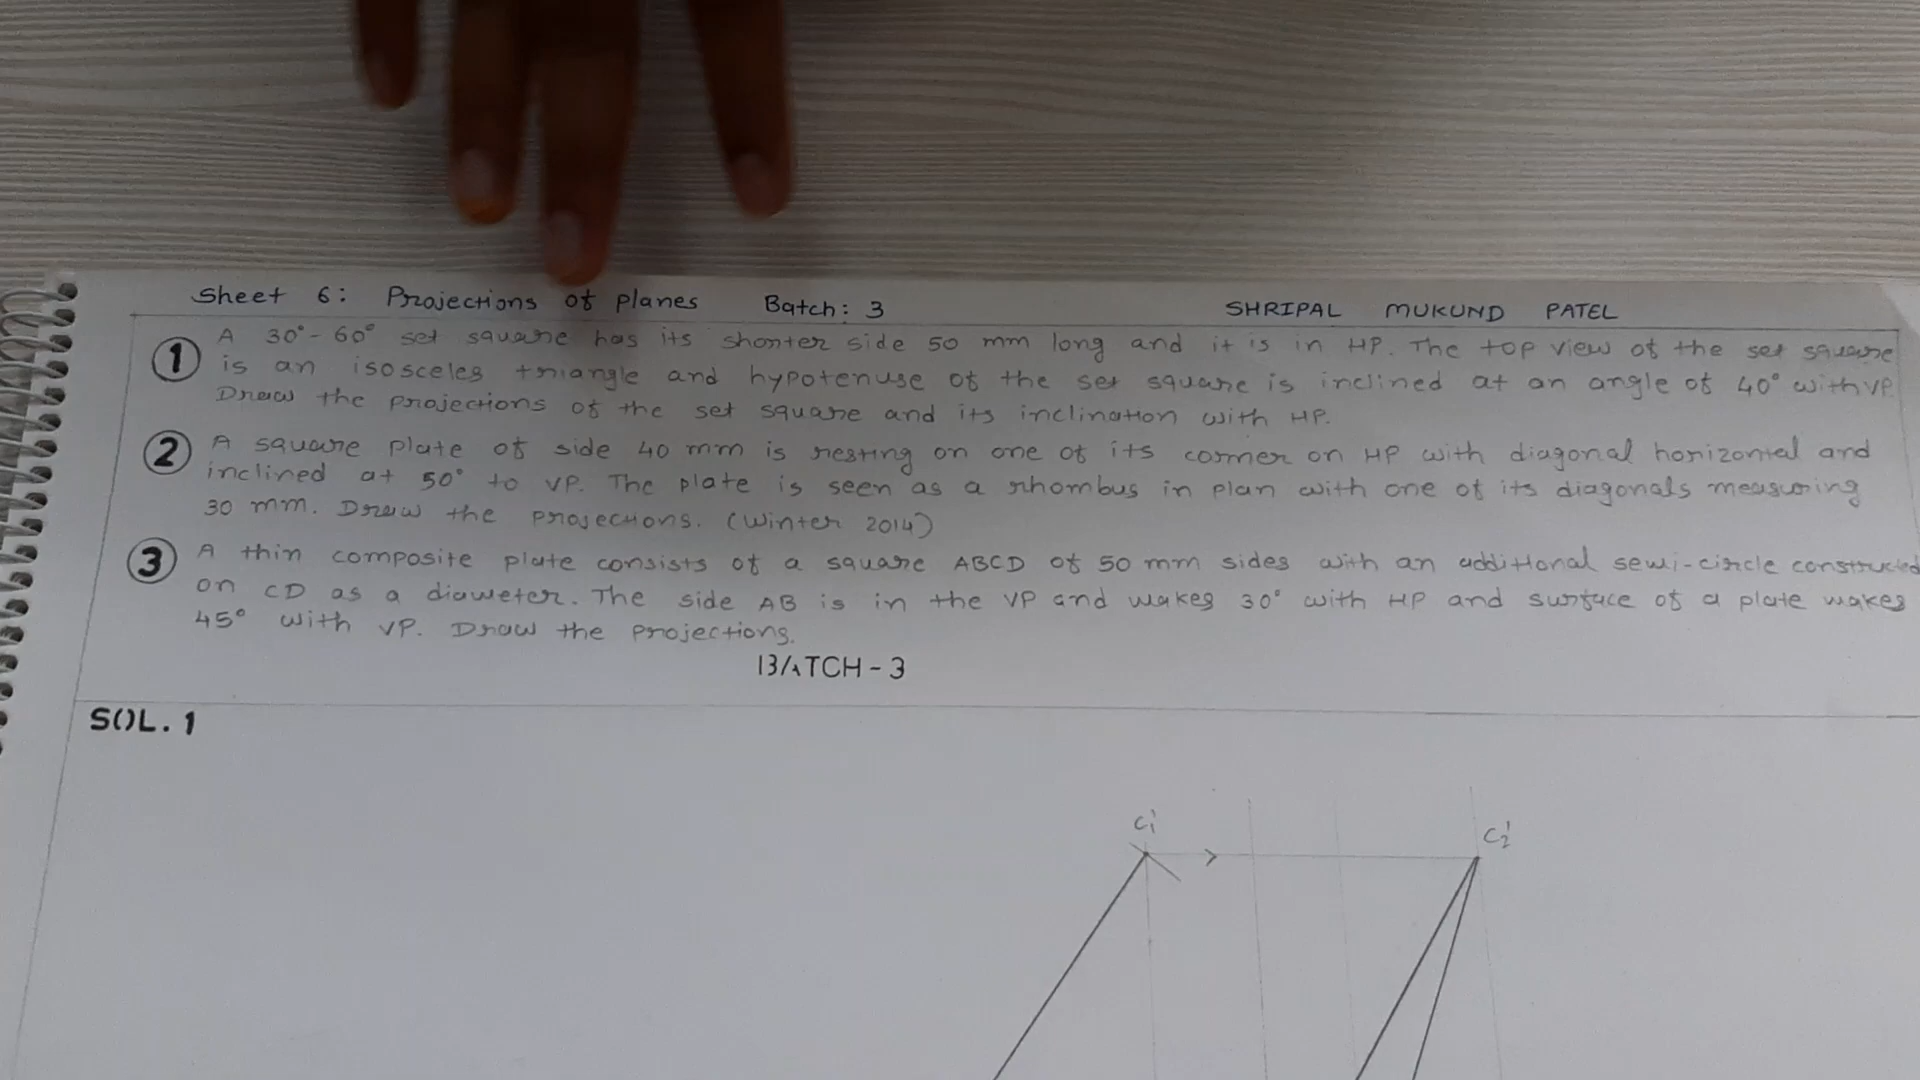 Sheet 6: Projections of planes Batch: 3 SHRIPAL MUKUND PATEL
1 A 30°-60° set square has its shorter side 50 mm long and it is in HP. The top view of the set square
is an isosceles triangle and hypotenuse of the set square is inclined at an angle of 40° with VP.
Draw the projections of the set square and its inclination with HP.
2 A square plate of side 40 mm is resting on one of its corner on HP with diagonal horizontal and
inclined at 50° to VP. The plate is seen as a rhombus in plan with one of its diagonals measuring
30 mm. Draw the projections. (Winter 2014)
3 A thin composite plate consists of a square ABCD of 50 mm sides with an additional semi-circle constructed
on CD as a diameter. The side AB is in the VP and makes 30° with HP and surface of a plate makes
45° with VP. Draw the projections.
BATCH-3
SOL. 1
c1'
c2'